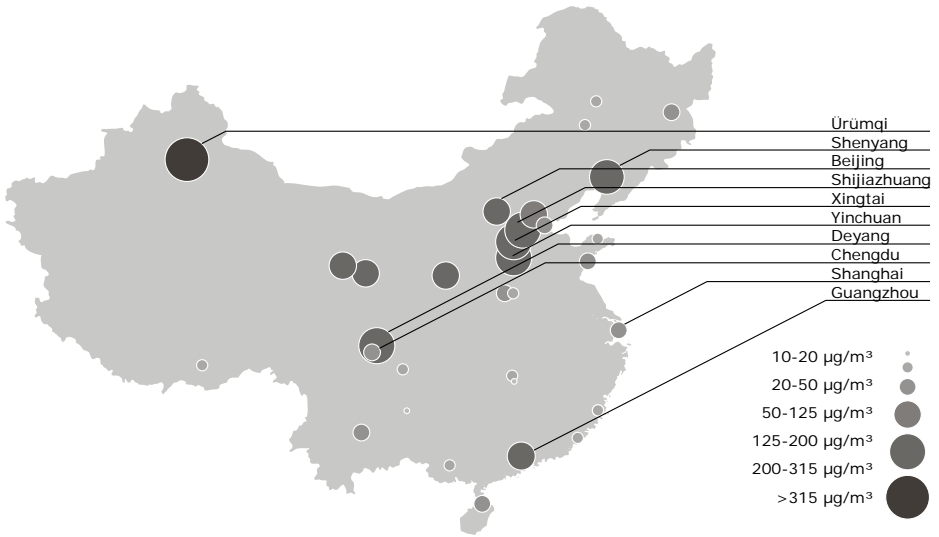 Ürümqi
Shenyang
Beijing
Shijiazhuang
Xingtai
Yinchuan
Deyang
Chengdu
Shanghai
Guangzhou
10-20 µg/m³
20-50 µg/m³
50-125 µg/m³
125-200 µg/m³
200-315 µg/m³
>315 µg/m³